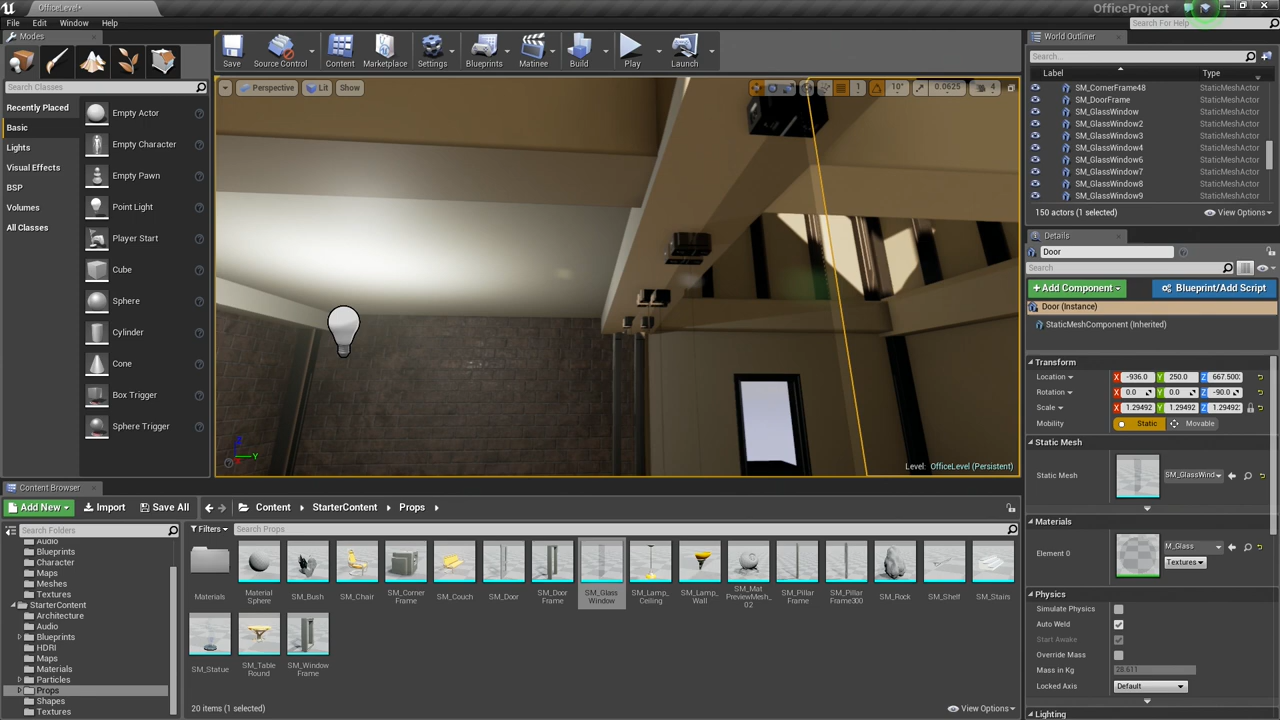 OfficeLevel*
OfficeProject
File Edit Window Help
Search For Help
Modes
Search Classes
Recently Placed
Basic
Lights
Visual Effects
BSP
Volumes
All Classes
Empty Actor
Empty Character
Empty Pawn
Point Light
Player Start
Cube
Sphere
Cylinder
Cone
Box Trigger
Sphere Trigger
Save Source Control Content Marketplace Settings Blueprints Matinee Build Play Launch
Perspective Lit Show
1 10° 0.0625 4
Level: OfficeLevel (Persistent)
World Outliner
Search...
Label Type
SM_CornerFrame48 StaticMeshActor
SM_DoorFrame StaticMeshActor
SM_GlassWindow StaticMeshActor
SM_GlassWindow2 StaticMeshActor
SM_GlassWindow3 StaticMeshActor
SM_GlassWindow4 StaticMeshActor
SM_GlassWindow6 StaticMeshActor
SM_GlassWindow7 StaticMeshActor
SM_GlassWindow8 StaticMeshActor
SM_GlassWindow9 StaticMeshActor
150 actors (1 selected) View Options
Details
Door
Search
+Add Component Blueprint/Add Script
Door (Instance)
StaticMeshComponent (Inherited)
Transform
Location X -936.0 Y 250.0 Z 667.500
Rotation X 0.0 Y 0.0 Z -90.0
Scale X 1.29492 Y 1.29492 Z 1.29492
Mobility Static Movable
Static Mesh
Static Mesh SM_GlassWind
Materials
Element 0 M_Glass
Textures
Physics
Simulate Physics
Auto Weld
Start Awake
Override Mass
Mass in Kg
Locked Axis Default
Lighting
Content Browser
Add New Import Save All Content StarterContent Props
Search Folders
Filters Search Props
Audio
Blueprints
Character
Maps
Meshes
Textures
StarterContent
Architecture
Audio
Blueprints
HDRI
Maps
Materials
Particles
Props
Shapes
Textures
Materials
Material Sphere
SM_Bush
SM_Chair
SM_Corner Frame
SM_Couch
SM_Door
SM_Door Frame
SM_Glass Window
SM_Lamp_ Ceiling
SM_Lamp_ Wall
SM_Mat PreviewMesh_ 02
SM_Pillar Frame
SM_Pillar Frame300
SM_Rock
SM_Shelf
SM_Stairs
SM_Statue
SM_Table Round
SM_Window Frame
20 items (1 selected) View Options